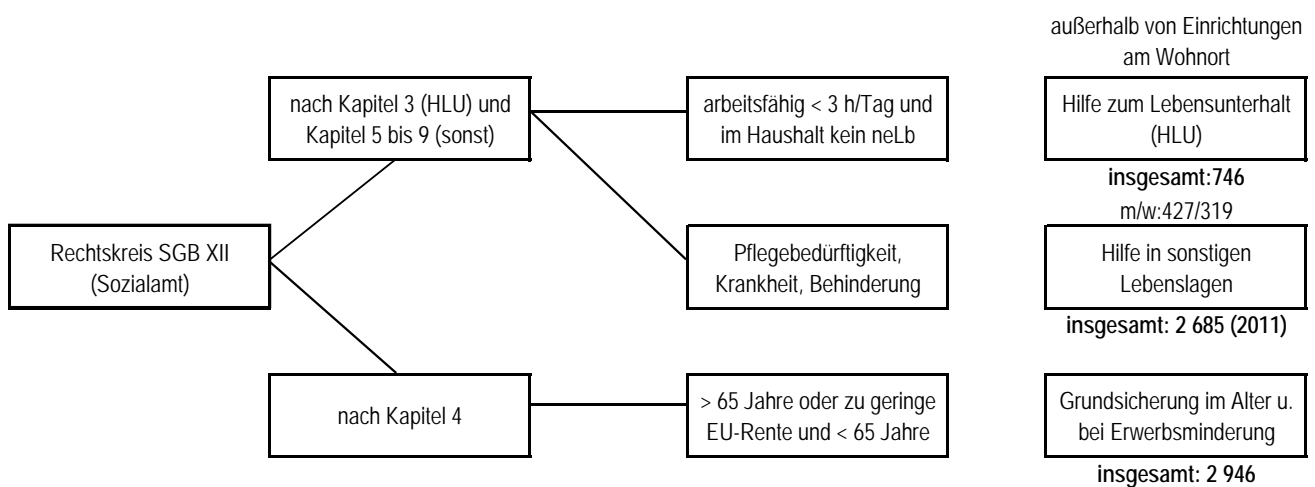 außerhalb von Einrichtungen
am Wohnort
nach Kapitel 3 (HLU) und
Kapitel 5 bis 9 (sonst)
arbeitsfähig < 3 h/Tag und
im Haushalt kein neLb
Hilfe zum Lebensunterhalt
(HLU)
insgesamt:746
m/w:427/319
Rechtskreis SGB XII
(Sozialamt)
Pflegebedürftigkeit,
Krankheit, Behinderung
Hilfe in sonstigen
Lebenslagen
insgesamt: 2 685 (2011)
nach Kapitel 4
> 65 Jahre oder zu geringe
EU-Rente und < 65 Jahre
Grundsicherung im Alter u.
bei Erwerbsminderung
insgesamt: 2 946